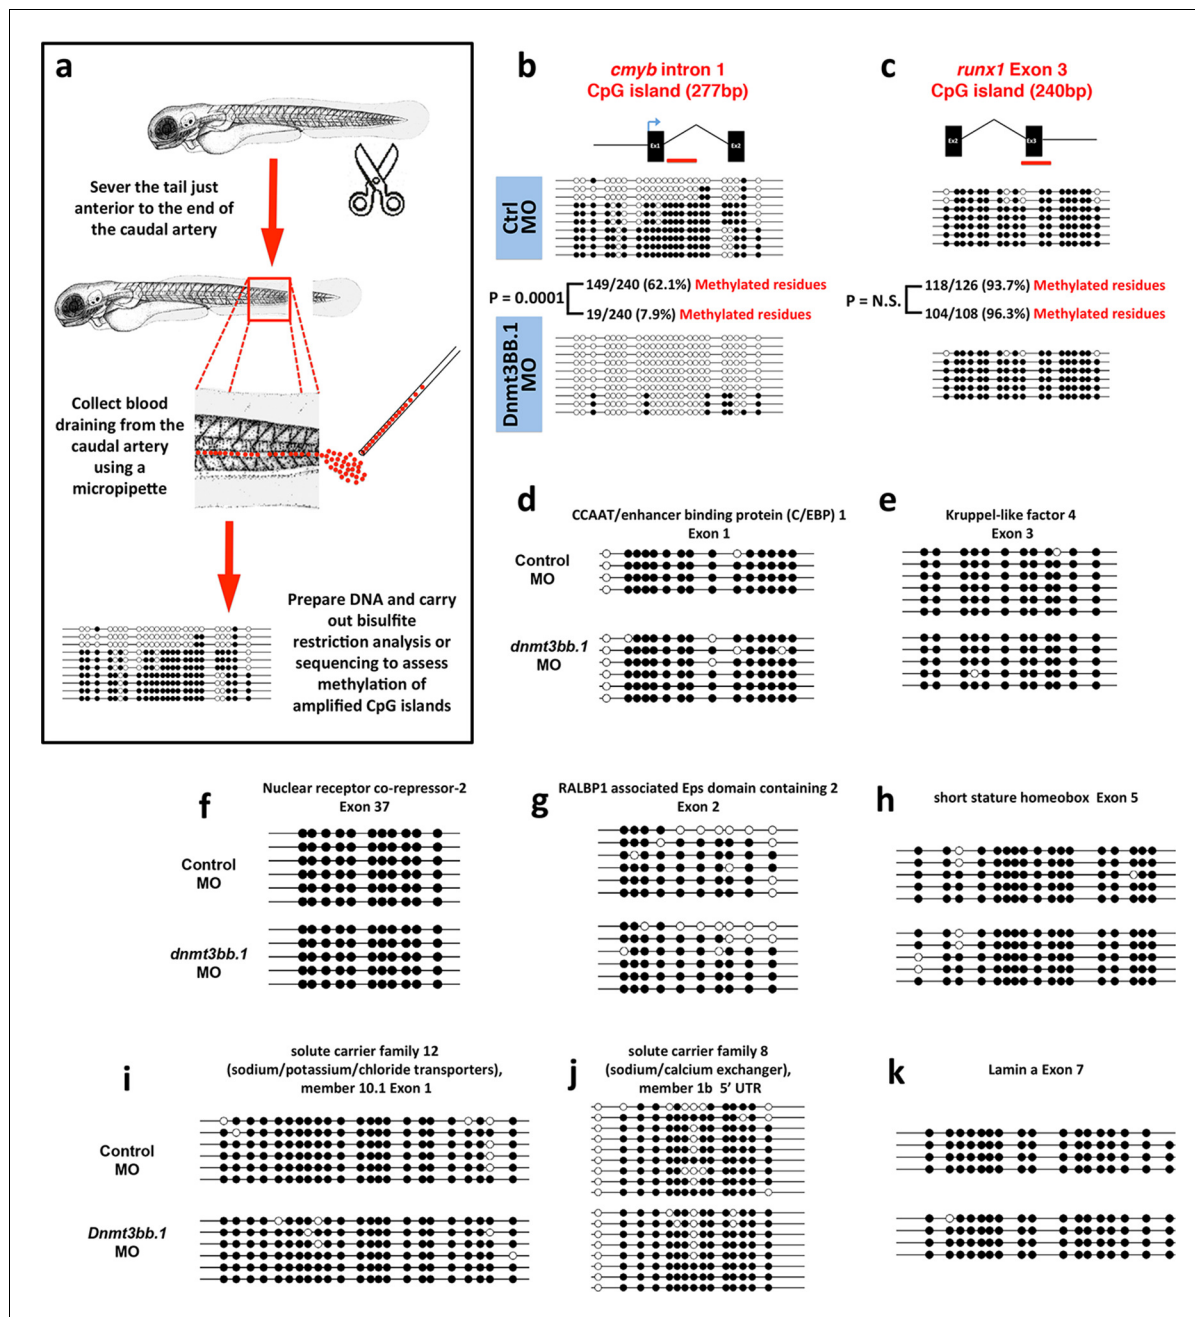 a
Sever the tail just
anterior to the end of
the caudal artery
Collect blood
draining from the
caudal artery
using a
micropipette
Prepare DNA and carry
out bisulfite
restriction analysis or
sequencing to assess
methylation of
amplified CpG islands
b
cmyb intron 1
CpG island (277bp)
Ex1
Ex2
Ctrl
MO
149/240 (62.1%) Methylated residues
P = 0.0001
19/240 (7.9%) Methylated residues
Dnmt3BB.1
MO
c
runx1 Exon 3
CpG island (240bp)
Ex2
Ex3
118/126 (93.7%) Methylated residues
P = N.S.
104/108 (96.3%) Methylated residues
d
CCAAT/enhancer binding protein (C/EBP) 1
Exon 1
Control
MO
dnmt3bb.1
MO
e
Kruppel-like factor 4
Exon 3
f
Nuclear receptor co-repressor-2
Exon 37
Control
MO
dnmt3bb.1
MO
g
RALBP1 associated Eps domain containing 2
Exon 2
h
short stature homeobox Exon 5
i
solute carrier family 12
(sodium/potassium/chloride transporters),
member 10.1 Exon 1
Control
MO
Dnmt3bb.1
MO
j
solute carrier family 8
(sodium/calcium exchanger),
member 1b 5' UTR
k
Lamin a Exon 7